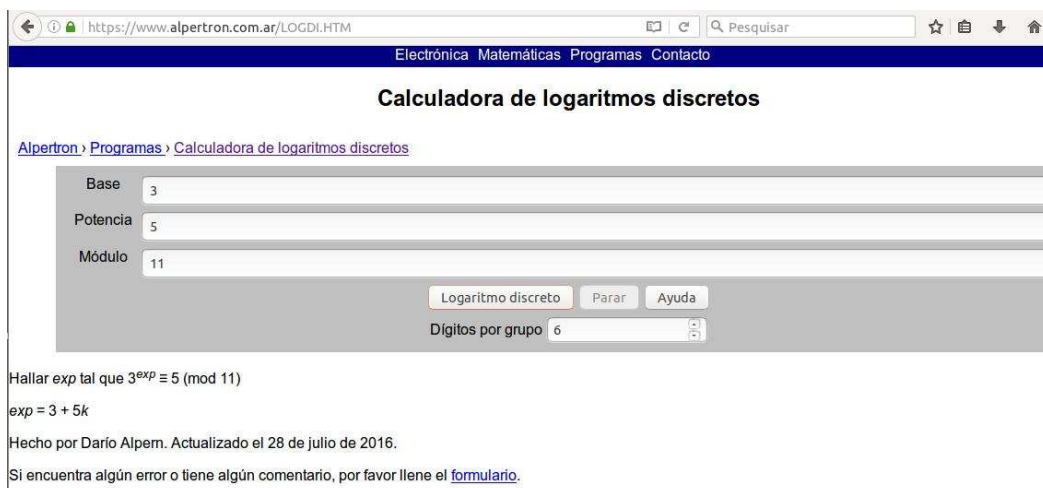 https://www.alpertron.com.ar/LOGDI.HTM Pesquisar
Electrónica Matemáticas Programas Contacto
Calculadora de logaritmos discretos
Alpertron › Programas › Calculadora de logaritmos discretos
Base 3
Potencia 5
Módulo 11
Logaritmo discreto Parar Ayuda
Dígitos por grupo 6
Hallar exp tal que 3^exp ≡ 5 (mod 11)
exp = 3 + 5k
Hecho por Darío Alpern. Actualizado el 28 de julio de 2016.
Si encuentra algún error o tiene algún comentario, por favor llene el formulario.